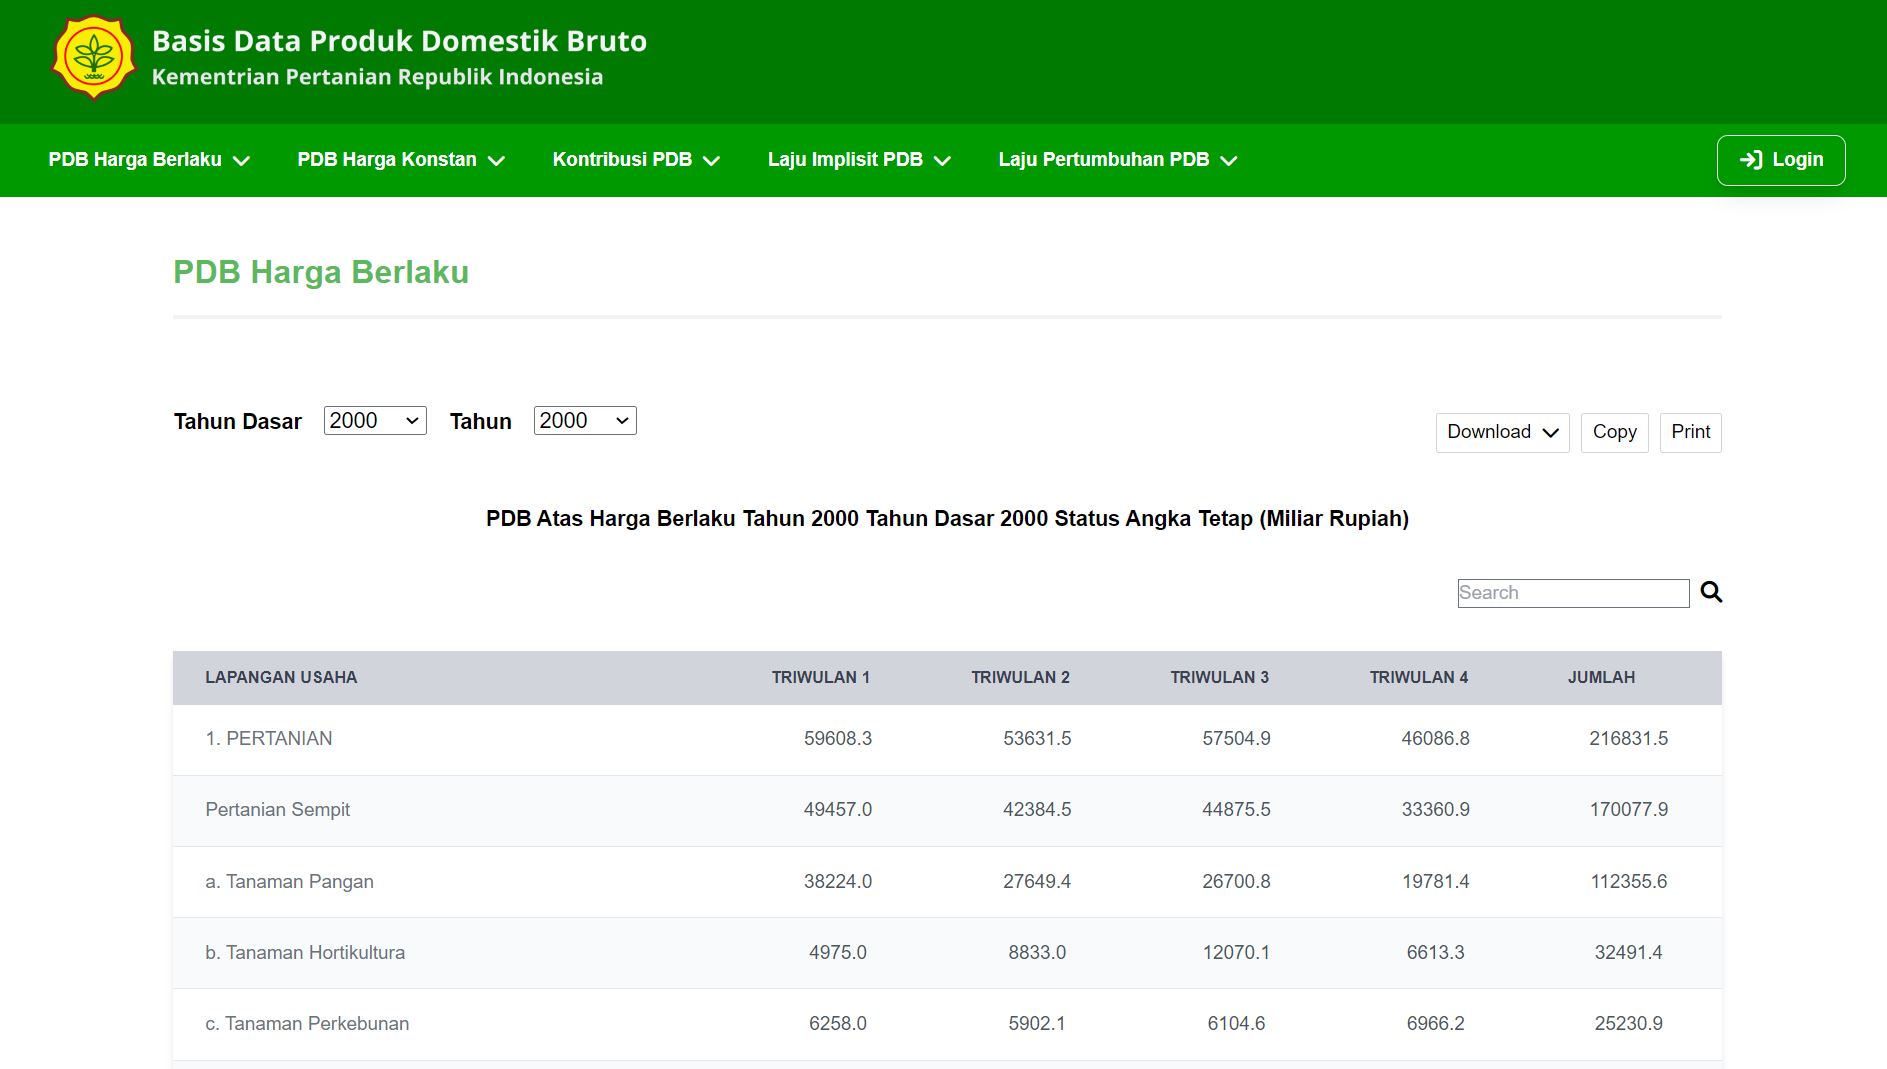 Basis Data Produk Domestik Bruto
Kementrian Pertanian Republik Indonesia
PDB Harga Berlaku PDB Harga Konstan Kontribusi PDB Laju Implisit PDB Laju Pertumbuhan PDB Login
PDB Harga Berlaku
Tahun Dasar 2000 Tahun 2000 Download Copy Print
PDB Atas Harga Berlaku Tahun 2000 Tahun Dasar 2000 Status Angka Tetap (Miliar Rupiah)
Search
LAPANGAN USAHA TRIWULAN 1 TRIWULAN 2 TRIWULAN 3 TRIWULAN 4 JUMLAH
1. PERTANIAN 59608.3 53631.5 57504.9 46086.8 216831.5
Pertanian Sempit 49457.0 42384.5 44875.5 33360.9 170077.9
a. Tanaman Pangan 38224.0 27649.4 26700.8 19781.4 112355.6
b. Tanaman Hortikultura 4975.0 8833.0 12070.1 6613.3 32491.4
c. Tanaman Perkebunan 6258.0 5902.1 6104.6 6966.2 25230.9